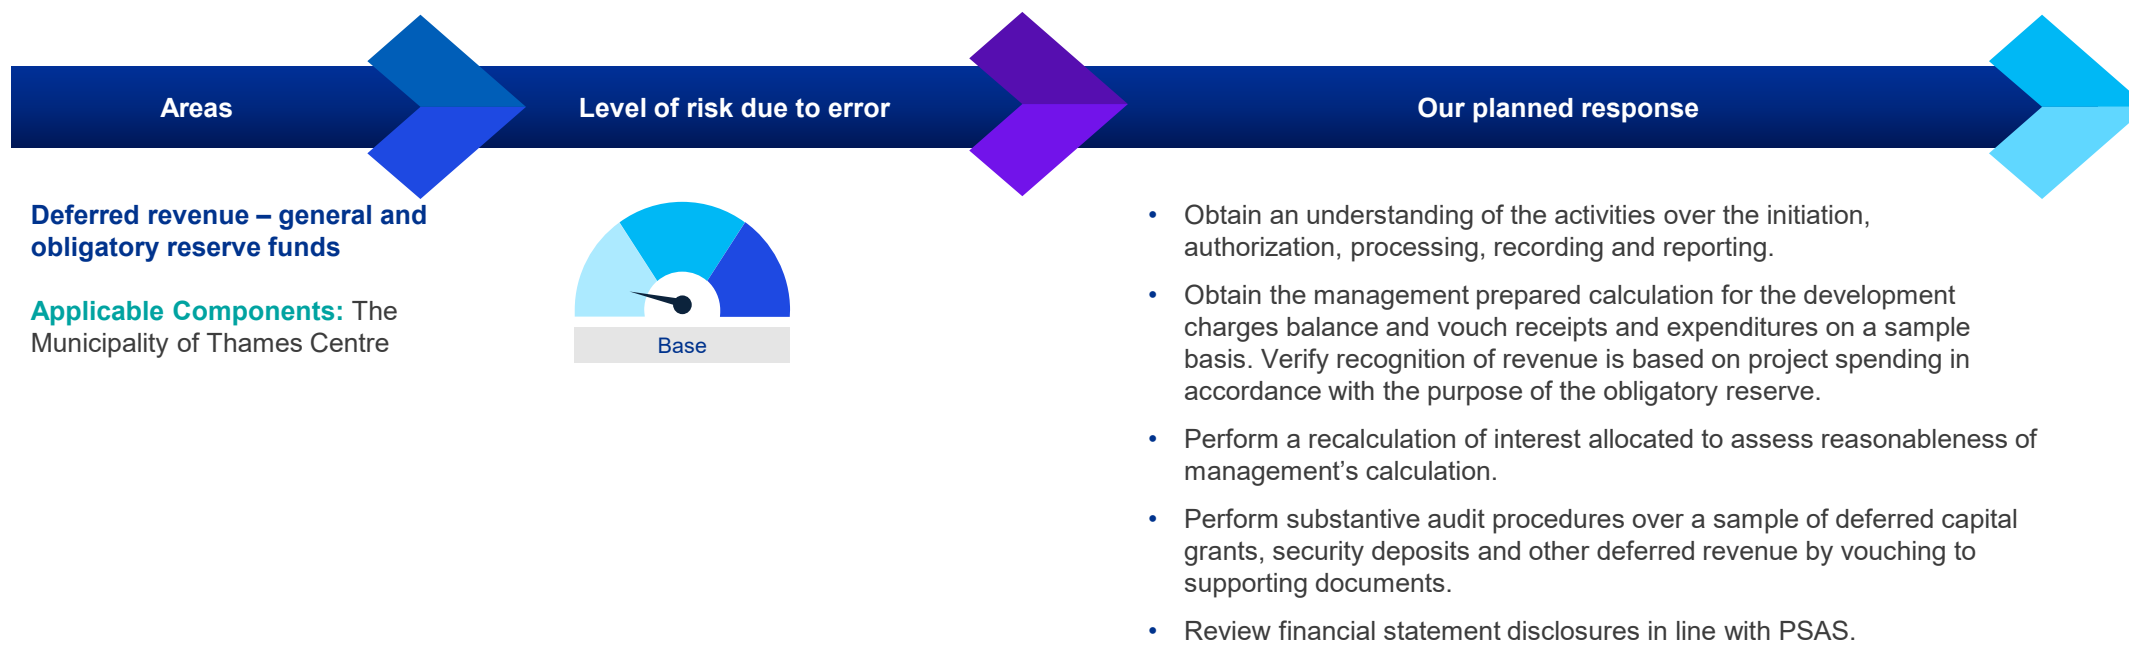 Areas
Level of risk due to error
Our planned response
Deferred revenue – general and
obligatory reserve funds
Applicable Components: The
Municipality of Thames Centre
Base
• Obtain an understanding of the activities over the initiation,
authorization, processing, recording and reporting.
• Obtain the management prepared calculation for the development
charges balance and vouch receipts and expenditures on a sample
basis. Verify recognition of revenue is based on project spending in
accordance with the purpose of the obligatory reserve.
• Perform a recalculation of interest allocated to assess reasonableness of
management’s calculation.
• Perform substantive audit procedures over a sample of deferred capital
grants, security deposits and other deferred revenue by vouching to
supporting documents.
• Review financial statement disclosures in line with PSAS.